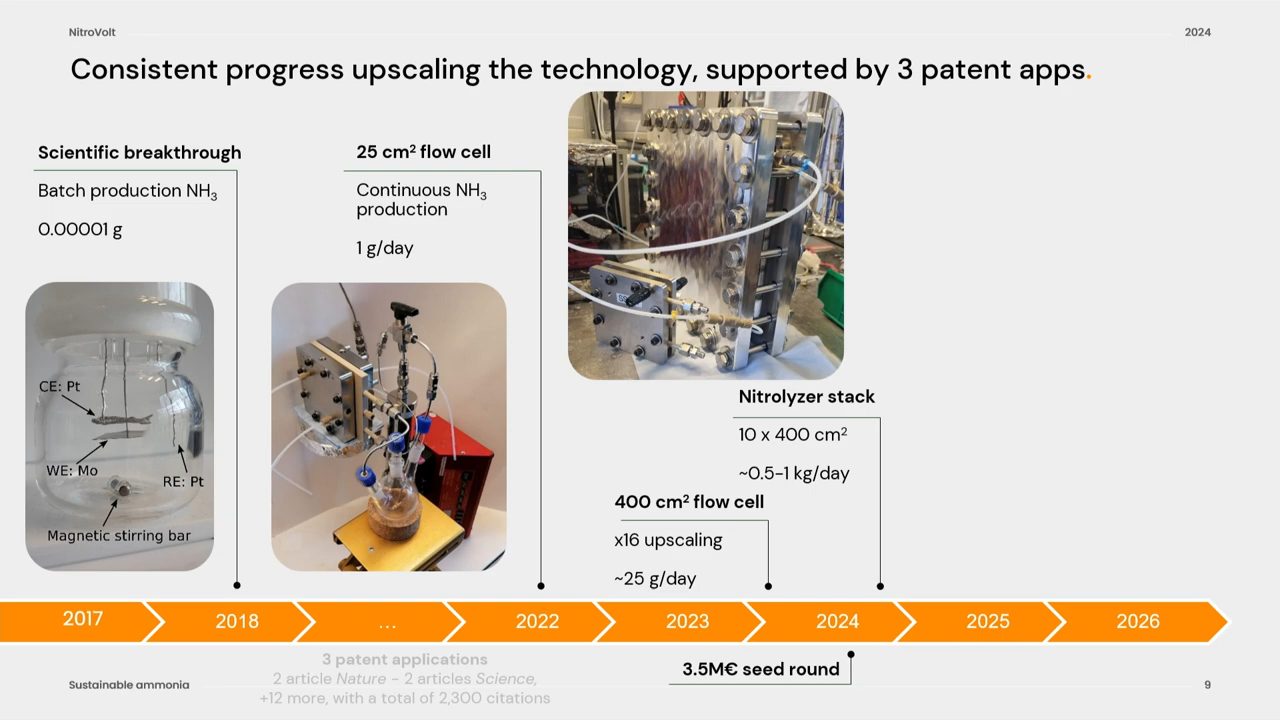 NitroVolt
2024
Consistent progress upscaling the technology, supported by 3 patent apps.
Scientific breakthrough
Batch production NH₃
0.00001 g
25 cm² flow cell
Continuous NH₃
production
1 g/day
CE: Pt
WE: Mo
RE: Pt
Magnetic stirring bar
Nitrolyzer stack
10 x 400 cm²
~0.5-1 kg/day
400 cm² flow cell
x16 upscaling
~25 g/day
2017
2018
...
2022
2023
2024
2025
2026
3 patent applications
2 article Nature - 2 articles Science,
+12 more, with a total of 2,300 citations
3.5M€ seed round
Sustainable ammonia
9